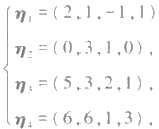 η₁ = (2, 1, -1, 1)
η₂ = (0, 3, 1, 0),
η₃ = (5, 3, 2, 1),
η₄ = (6, 6, 1, 3),